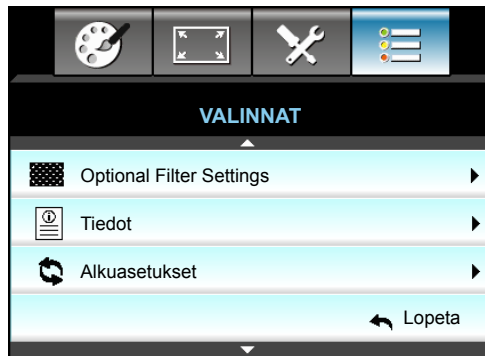 VALINNAT
Optional Filter Settings
Tiedot
Alkuasetukset
Lopeta